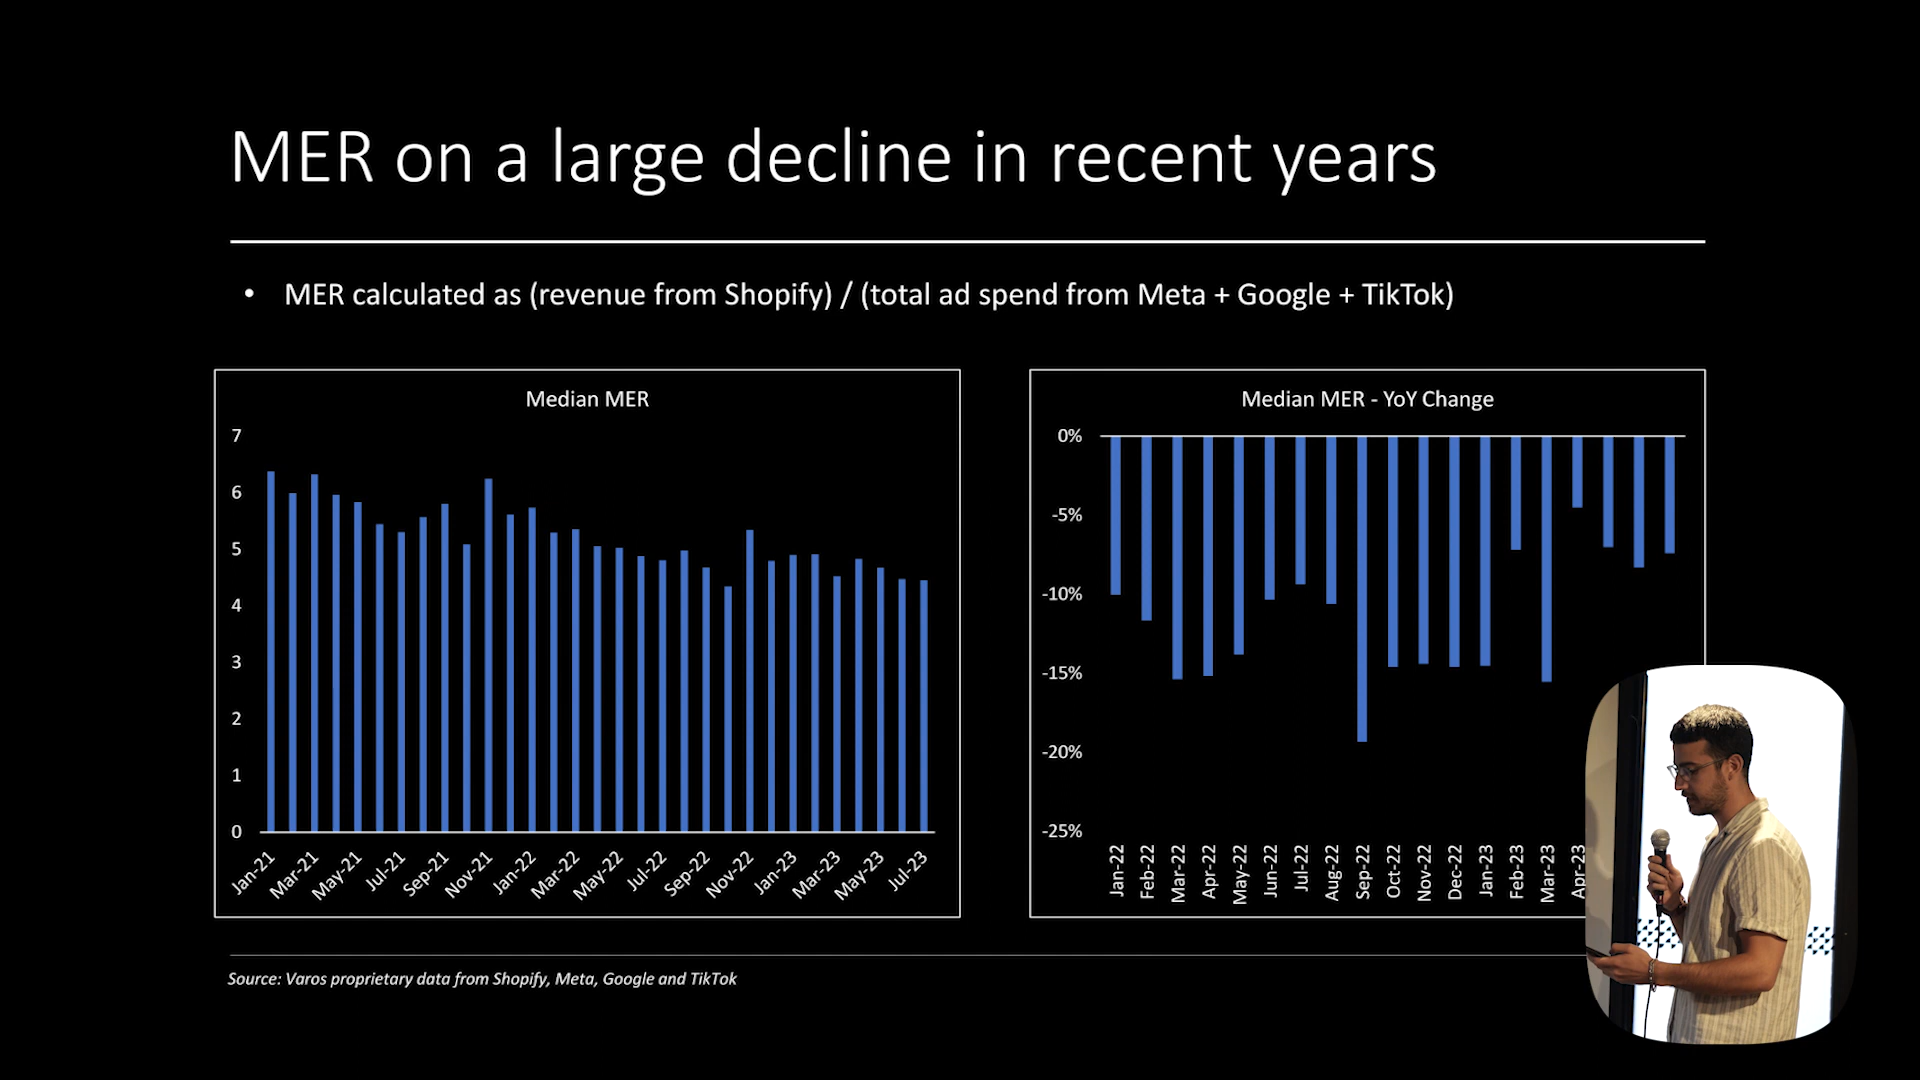 MER on a large decline in recent years
• MER calculated as (revenue from Shopify) / (total ad spend from Meta + Google + TikTok)
Median MER
7
6
5
4
3
2
1
0
Jan-21 Mar-21 May-21 Jul-21 Sep-21 Nov-21 Jan-22 Mar-22 May-22 Jul-22 Sep-22 Nov-22 Jan-23 Mar-23 May-23 Jul-23
Median MER - YoY Change
0%
-5%
-10%
-15%
-20%
-25%
Jan-22 Feb-22 Mar-22 Apr-22 May-22 Jun-22 Jul-22 Aug-22 Sep-22 Oct-22 Nov-22 Dec-22 Jan-23 Feb-23 Mar-23 Apr-23
Source: Varos proprietary data from Shopify, Meta, Google and TikTok